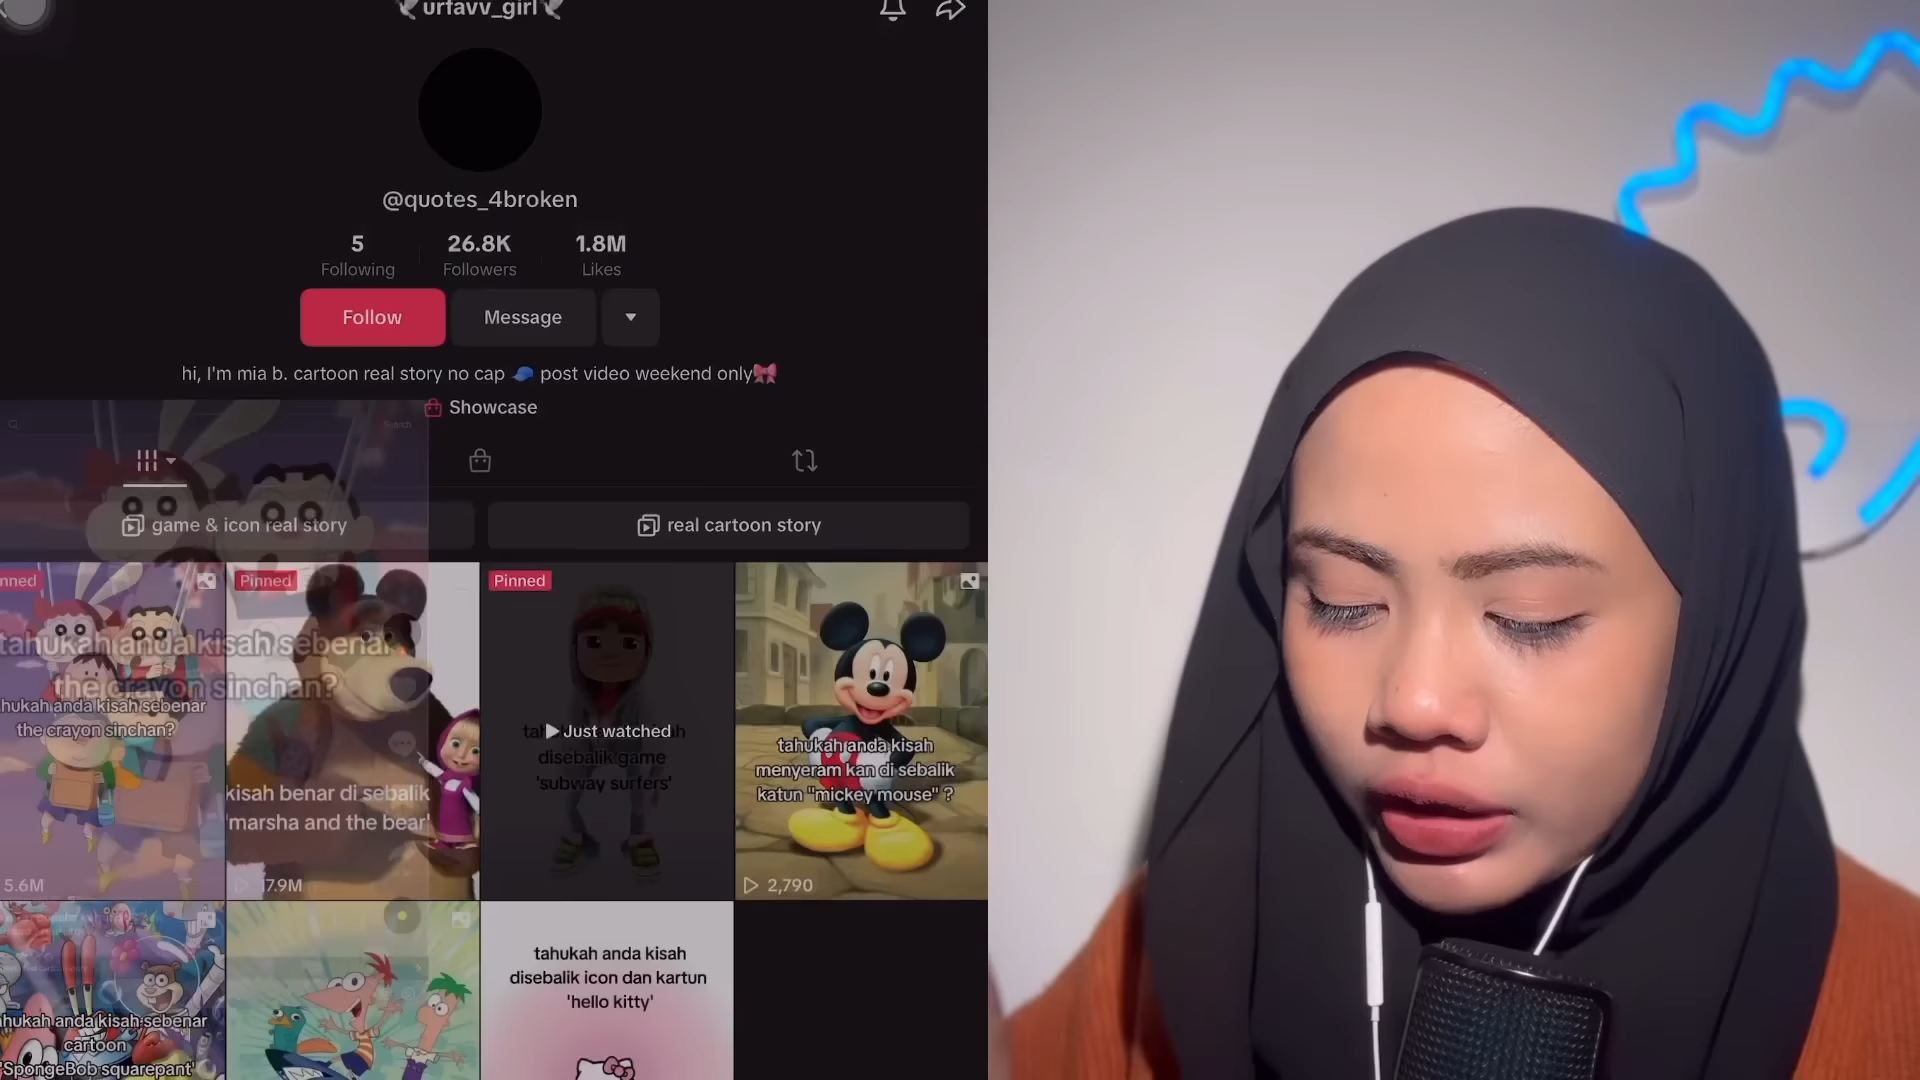 urfavv_girl
@quotes_4broken
5 26.8K 1.8M
Following Followers Likes
Follow Message
hi, I'm mia b. cartoon real story no cap 🧢 post video weekend only🎀
Showcase
Search
game & icon real story
real cartoon story
nned
Pinned
Pinned
tahukah anda kisah sebenar
the crayon sinchan?
hukah anda kisah sebenar
the crayon sinchan?
5.6M
kisah benar di sebalik
'marsha and the bear'
17.9M
Just watched
disebalik game
'subway surfers'
tahukah anda kisah
menyeram kan di sebalik
katun "mickey mouse" ?
2,790
hukah anda kisah sebenar
cartoon
'SpongeBob squarepant'
tahukah anda kisah
disebalik icon dan kartun
'hello kitty'